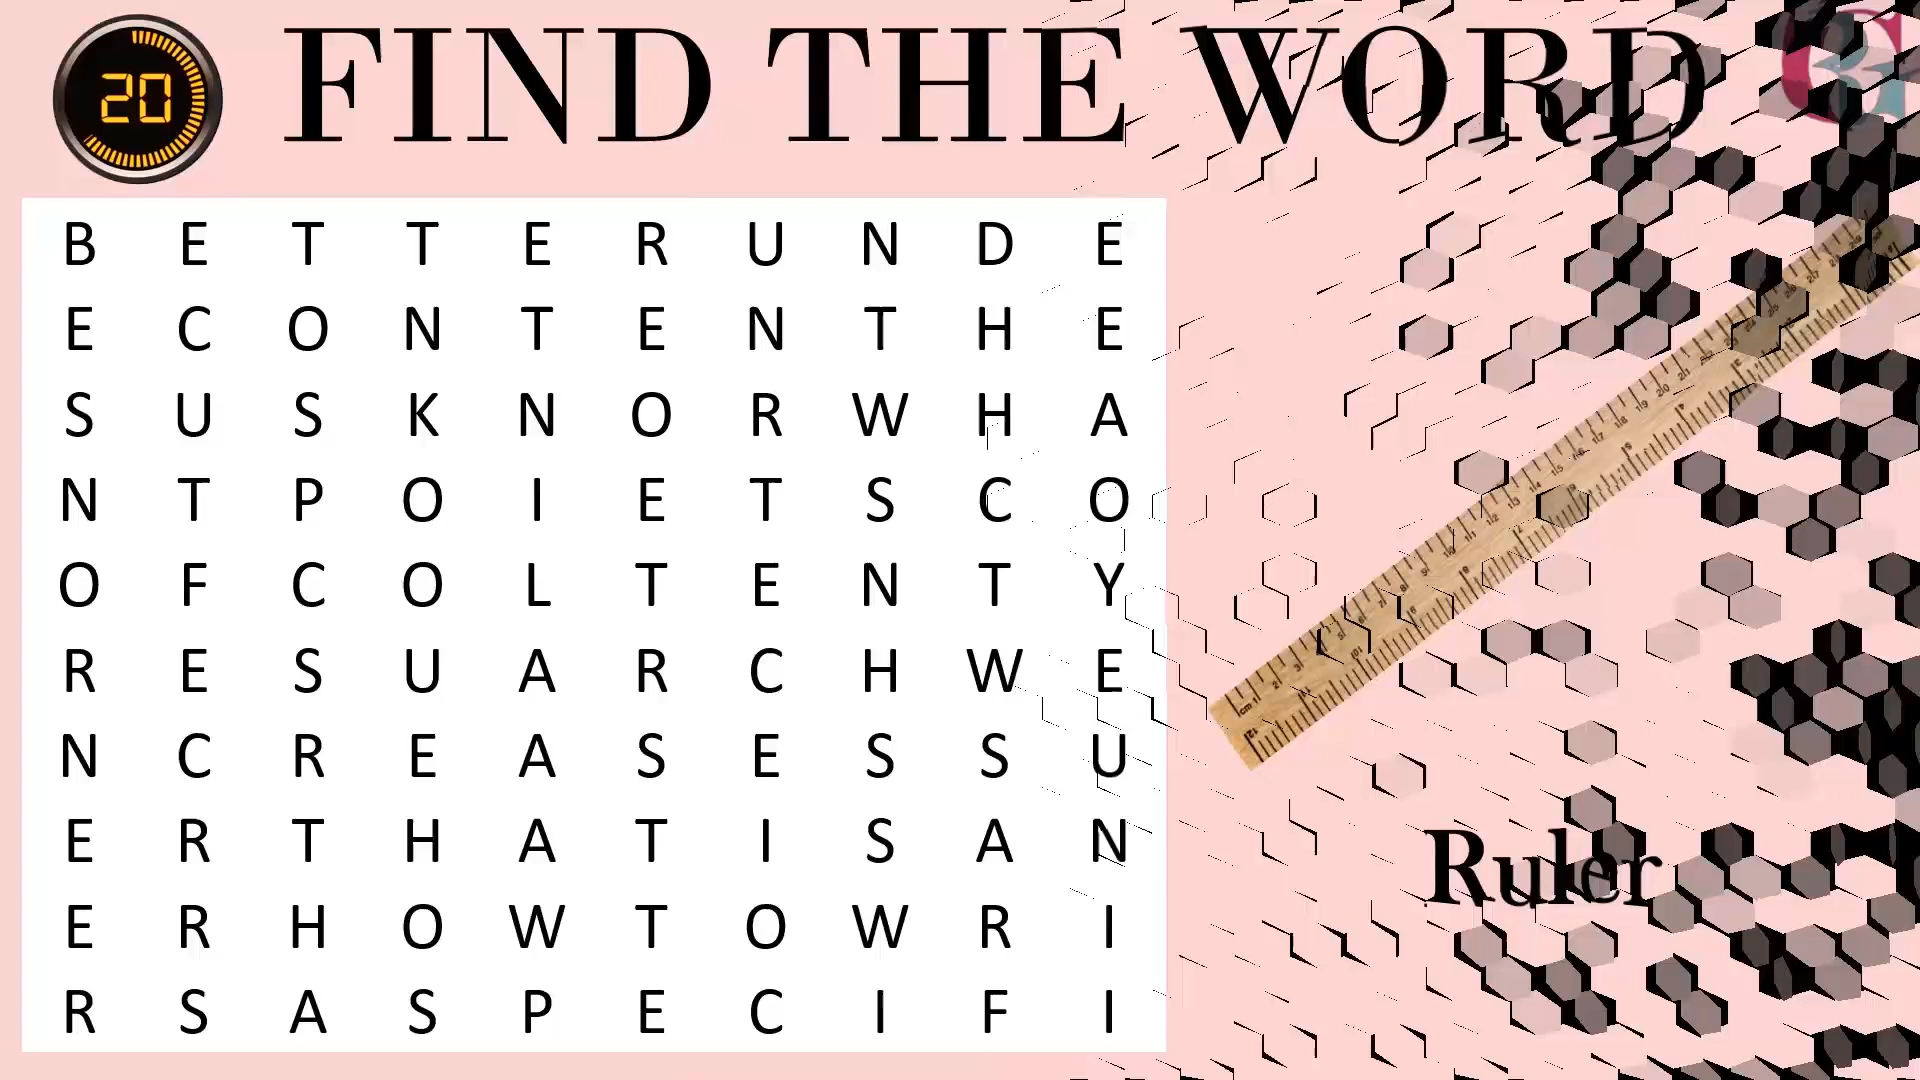 20
FIND THE WORD
B E T T E R U N D E
E C O N T E N T H E
S U S K N O R W H A
N T P O I E T S C O
O F C O L T E N T Y
R E S U A R C H W E
N C R E A S E S S U
E R T H A T I S A N
E R H O W T O W R I
R S A S P E C I F I
Ruler